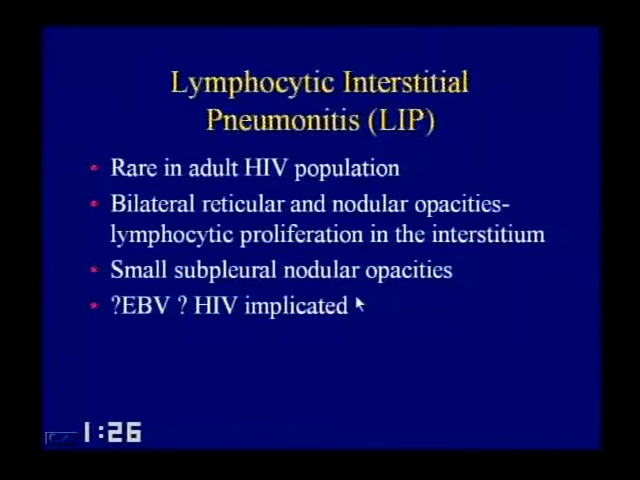 Lymphocytic Interstitial
Pneumonitis (LIP)
• Rare in adult HIV population
• Bilateral reticular and nodular opacities-
lymphocytic proliferation in the interstitium
• Small subpleural nodular opacities
• ?EBV ? HIV implicated
1:26